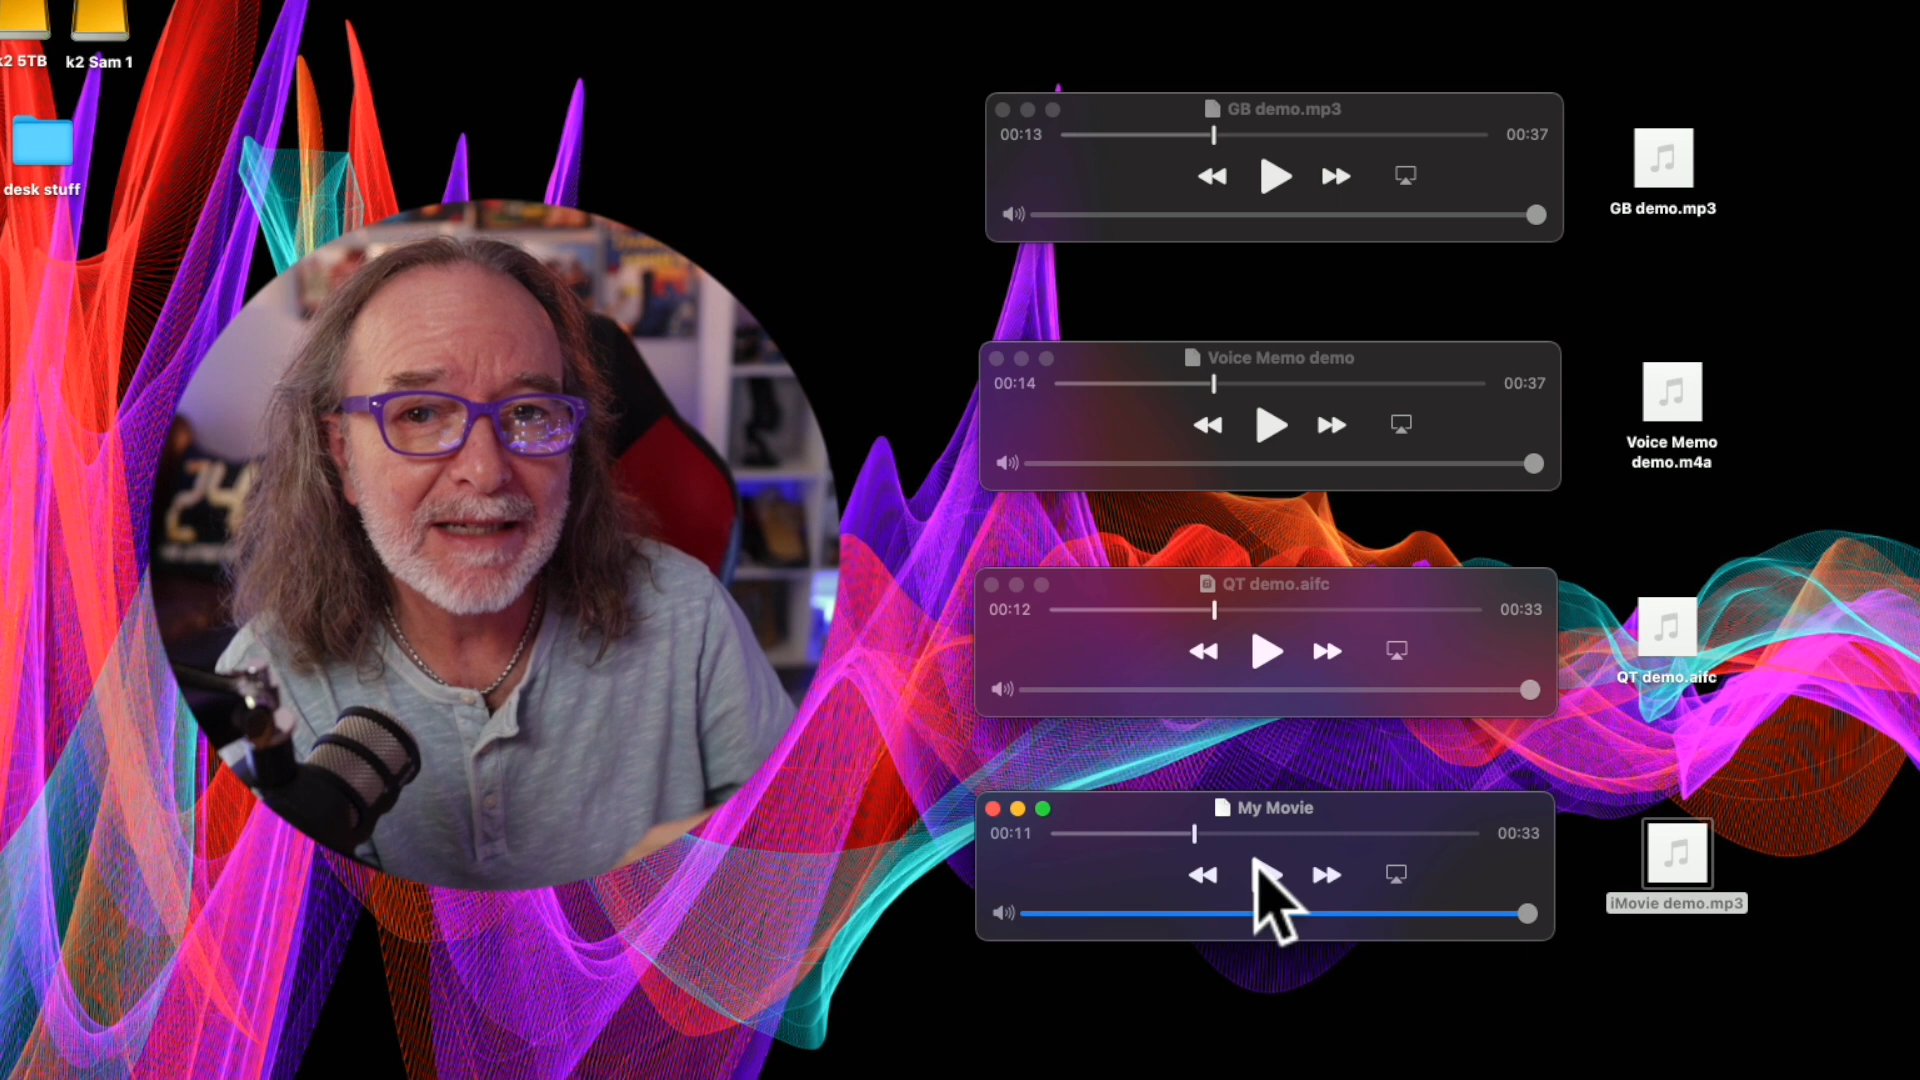 k2 5TB
k2 Sam 1
desk stuff
24
GB demo.mp3
00:13
00:37
GB demo.mp3
Voice Memo demo
00:14
00:37
Voice Memo
demo.m4a
QT demo.aifc
00:12
00:33
QT demo.aifc
My Movie
00:11
00:33
iMovie demo.mp3